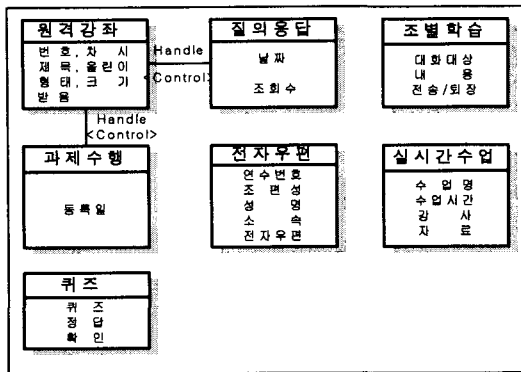 원격강좌
번호, 차 시
제목, 올린이
형태, 크 기
받 음
Handle
<Control>
질의응답
날짜
조회수
조별학습
대화대상
내 용
전송/퇴장
Handle
<Control>
과제수행
등록일
전자우편
연수번호
조 편성
성 명
소 속
전자우편
실시간수업
수 업명
수업시간
강 사
자 료
퀴즈
퀴 즈
정 답
확 인